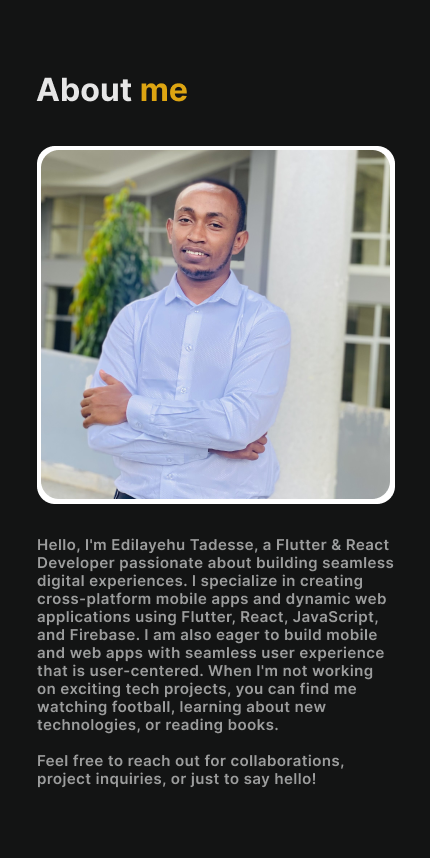 About me
Hello, I'm Edilayehu Tadesse, a Flutter & React
Developer passionate about building seamless
digital experiences. I specialize in creating
cross-platform mobile apps and dynamic web
applications using Flutter, React, JavaScript,
and Firebase. I am also eager to build mobile
and web apps with seamless user experience
that is user-centered. When I'm not working
on exciting tech projects, you can find me
watching football, learning about new
technologies, or reading books.
Feel free to reach out for collaborations,
project inquiries, or just to say hello!